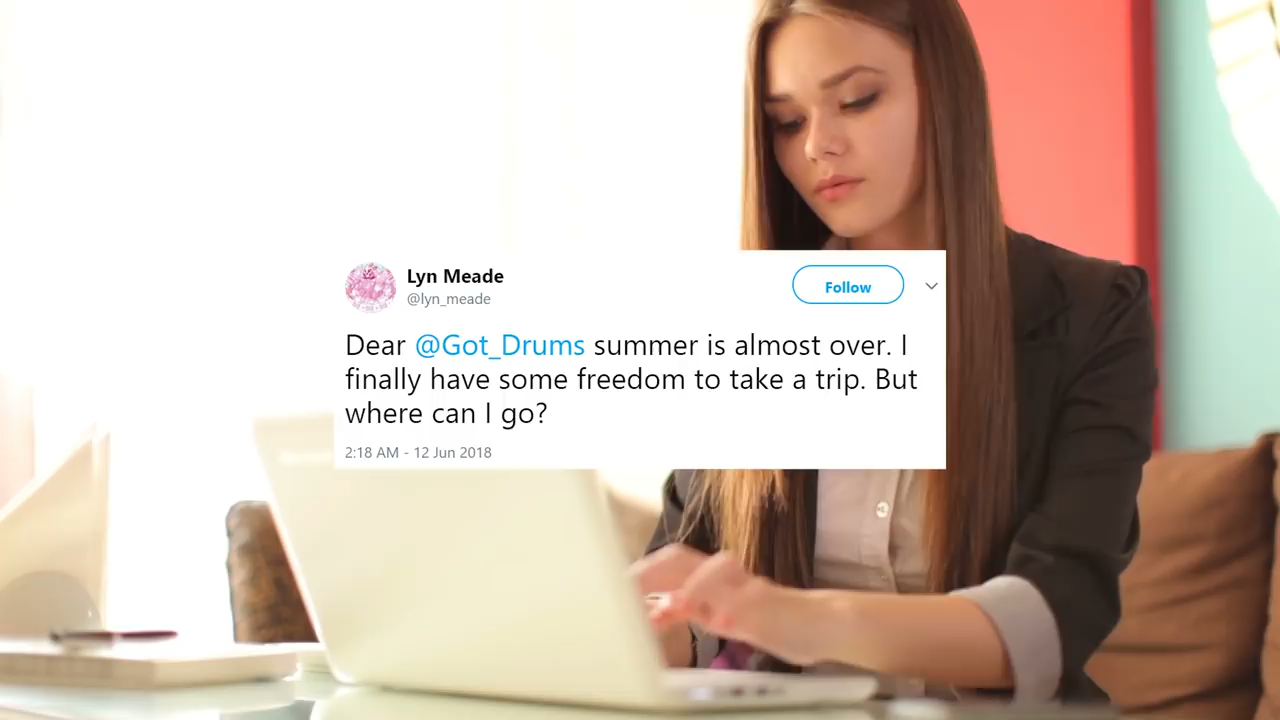 Lyn Meade
@lyn_meade
Follow
Dear @Got_Drums summer is almost over. I
finally have some freedom to take a trip. But
where can I go?
2:18 AM - 12 Jun 2018